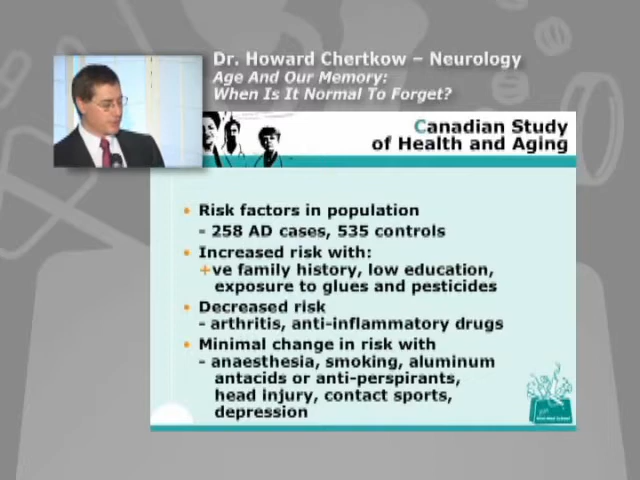 Dr. Howard Chertkow – Neurology
Age And Our Memory:
When Is It Normal To Forget?
Canadian Study
of Health and Aging
• Risk factors in population
- 258 AD cases, 535 controls
• Increased risk with:
+ve family history, low education,
exposure to glues and pesticides
• Decreased risk
- arthritis, anti-inflammatory drugs
• Minimal change in risk with
- anaesthesia, smoking, aluminum
antacids or anti-perspirants,
head injury, contact sports,
depression